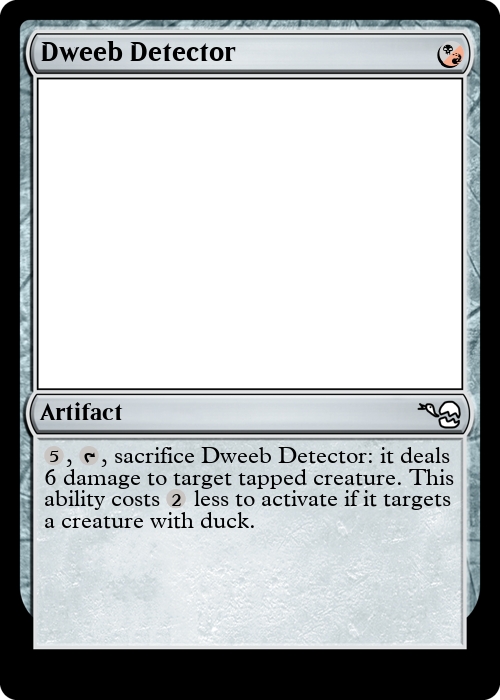 Dweeb Detector
Artifact
5, , sacrifice Dweeb Detector: it deals
6 damage to target tapped creature. This
ability costs 2 less to activate if it targets
a creature with duck.